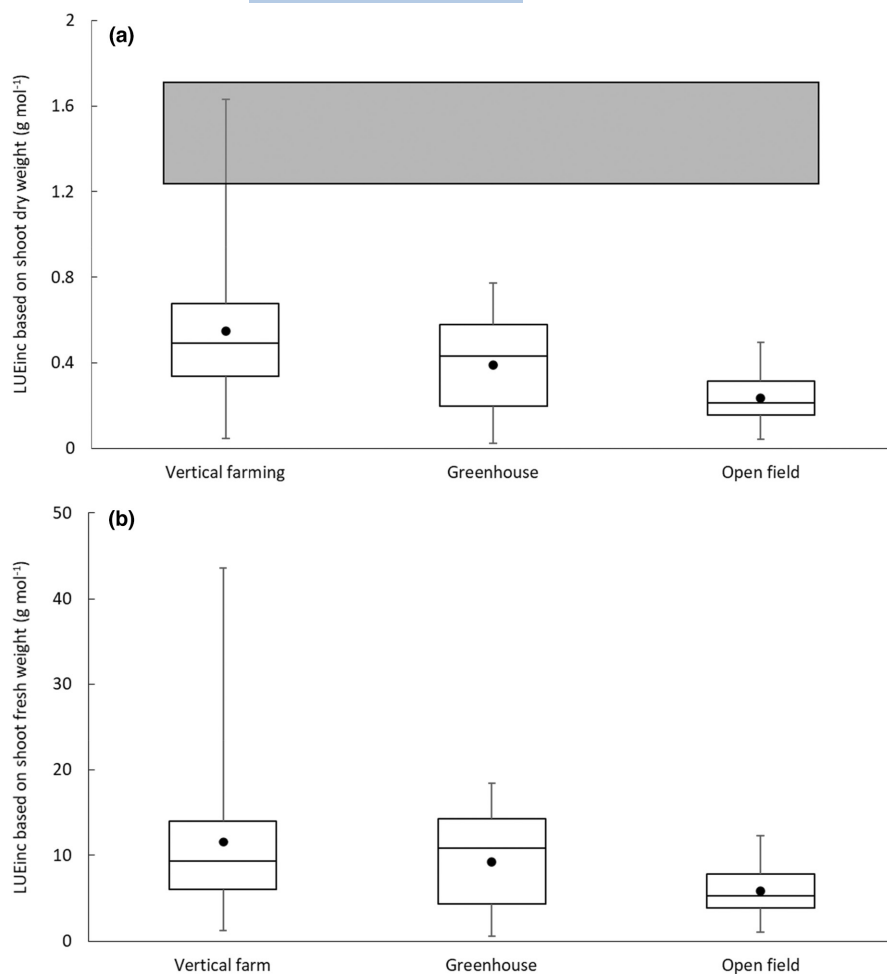 (a)
LUEinc based on shoot dry weight (g mol⁻¹)
2
1.6
1.2
0.8
0.4
0
Vertical farming Greenhouse Open field
(b)
LUEinc based on shoot fresh weight (g mol⁻¹)
50
40
30
20
10
0
Vertical farm Greenhouse Open field